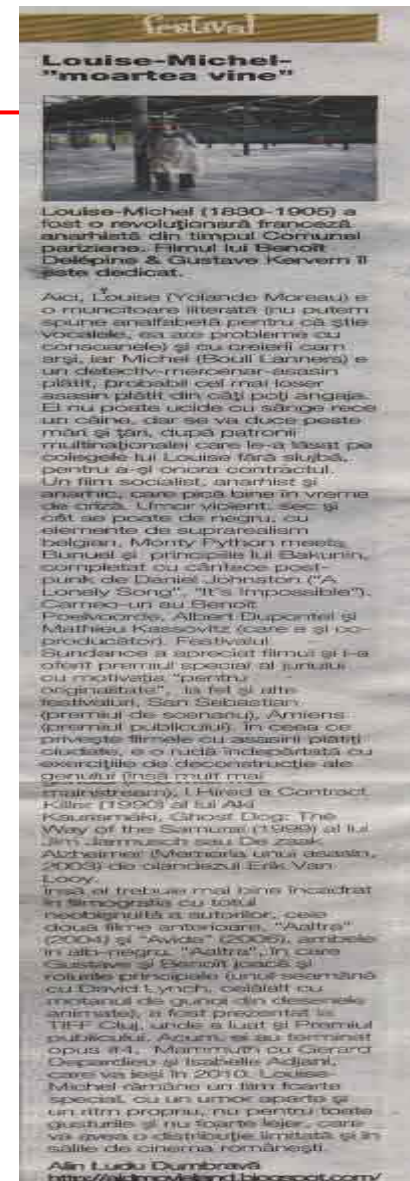 festival
Louise-Michel-
"moartea vine"
Louise-Michel (1830-1905) a
fost o revoluţionară franceză
anarhistă din timpul Comunei
pariziene. Filmul lui Benoît
Delépine & Gustave Kervern îi
este dedicat.
Aici, Louise (Yolande Moreau) e
o muncitoare iliterată (nu putem
spune analfabetă pentru că ştie
vocalele, ea are probleme cu
consoanele) şi cu creierii cam
arşi, iar Michel (Bouli Lanners) e
un detectiv-mercenar-asasin
plătit, probabil cel mai loser
asasin plătit din câţi poţi angaja.
El nu poate ucide cu sânge rece
un câine, dar se va duce peste
mări şi ţări, după patronii
multinaţionalei care le-a lăsat pe
colegele lui Louise fără slujbă,
pentru a-şi onora contractul.
Un film socialist, anarhist şi
anarhic, care pică bine în vreme
de criză. Umor violent, sec şi
cât se poate de negru, cu
elemente de suprarealism
belgian, Monty Python meets
Bunuel şi principiile lui Bakunin,
completat cu cântece post-
punk de Daniel Johnston ("A
Lonely Song", "It's Impossible").
Cameo-uri au Benoît
Poelvoorde, Albert Dupontel şi
Mathieu Kassovitz (care a şi co-
producător). Festivalul
Sundance a apreciat filmul şi i-a
oferit premiul special al juriului
cu motivaţia "pentru
originalitate", la fel şi alte
festivaluri, San Sebastian
(premiul de scenariu), Amiens
(premiul publicului). În ceea ce
priveşte filmele cu asasini plătiţi
ciudate, e o rudă îndepărtată cu
exerciţiile de deconstrucţie ale
genului (însă mult mai
mainstream), I Hired a Contract
Killer (1990) al lui Aki
Kaurismaki, Ghost Dog: The
Way of the Samurai (1999) al lui
Jim Jarmusch sau De zaak
Alzheimer (Memoria unui asasin,
2003) de olandezul Erik Van
Looy.
Însă el trebuie mai bine încadrat
în filmografia cu totul
neobişnuită a autorilor, cele
două filme anterioare, "Aaltra"
(2004) şi "Avida" (2006), ambele
în alb-negru. "Aaltra", în care
Gustave şi Benoît joacă şi
rolurile principale (unul seamănă
cu David Lynch, celălalt cu
motanul de gunoi din desenele
animate), a fost prezentat la
TIFF Cluj, unde a luat şi Premiul
publicului. Acum, ei au terminat
opus #4, Mammuth cu Gerard
Depardieu şi Isabelle Adjani,
care va ieşi în 2010. Louise-
Michel rămâne un film foarte
special, cu un umor aparte şi
un ritm propriu, nu pentru toate
gusturile şi nu foarte lejer, care
va avea o distribuţie limitată şi în
sălile de cinema româneşti.
Alin Ludu Dumbravă